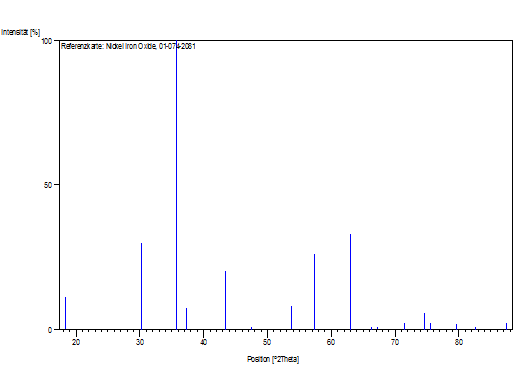 Intensität [%]
100
Referenzkarte: Nickel Iron Oxide, 01-074-2081
50
0
20 30 40 50 60 70 80
Position [°2Theta]